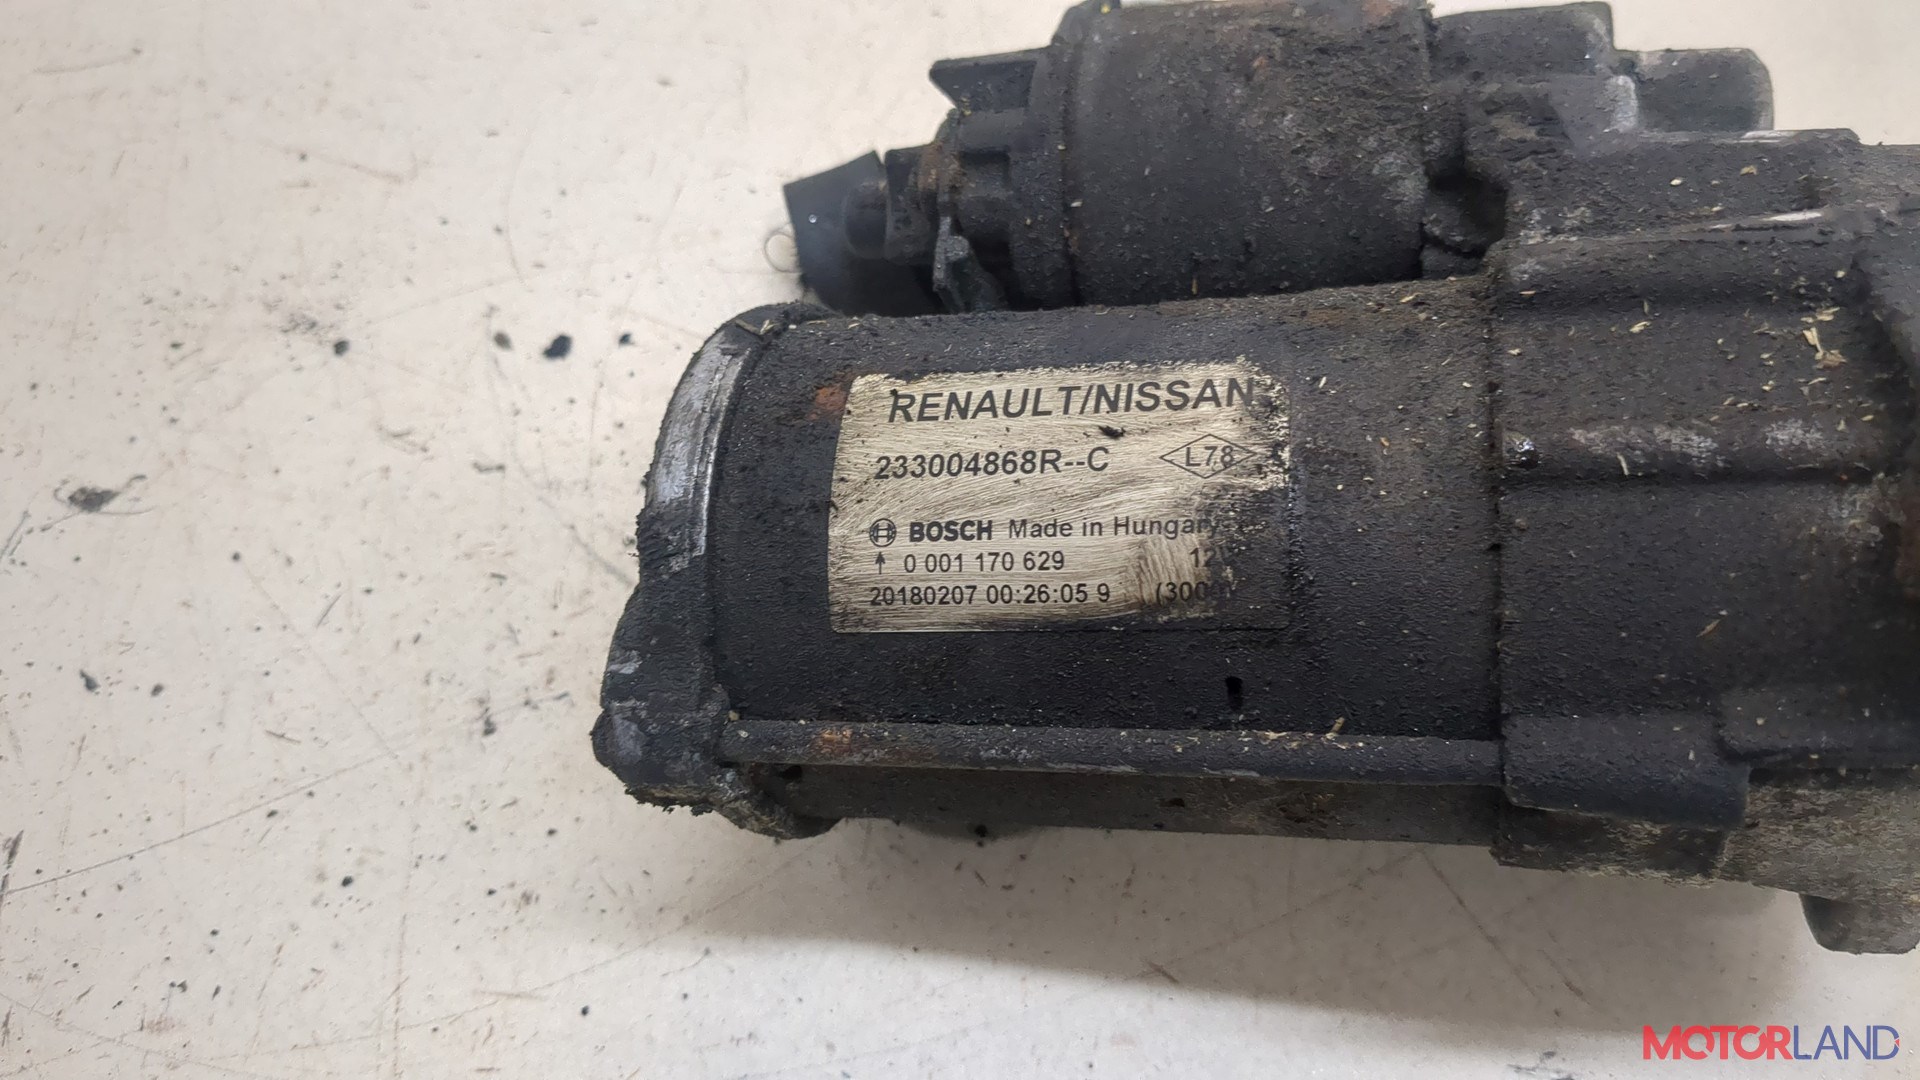 RENAULT/NISSAN
233004868R--C L78
BOSCH Made in Hungary
↑ 0 001 170 629
20180207 00:26:05 9
MOTORLAND